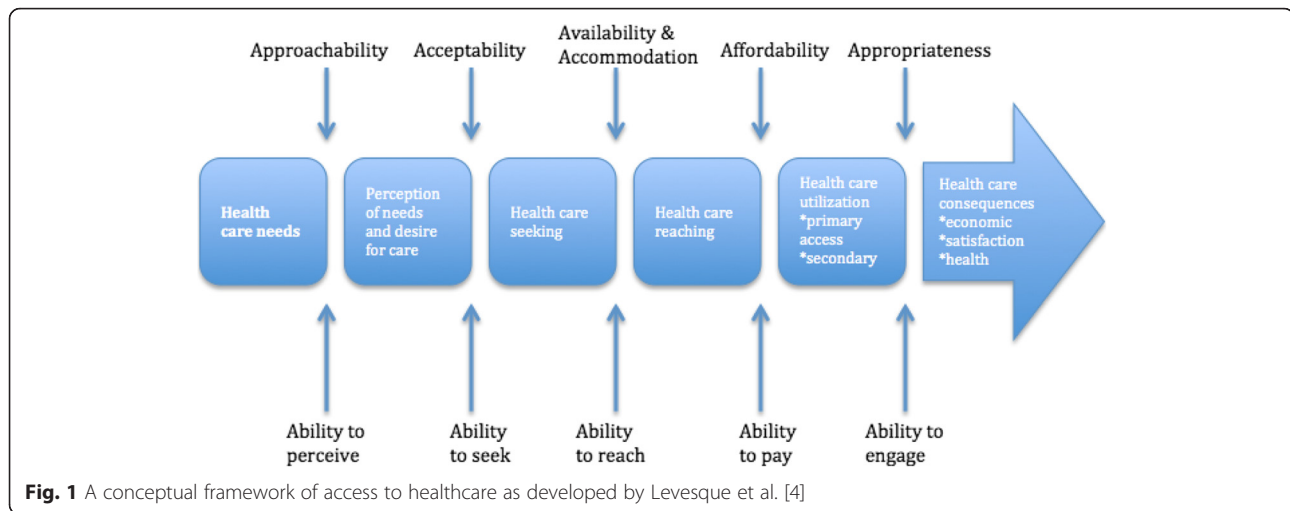 Approachability
Acceptability
Availability &
Accommodation
Affordability
Appropriateness
Health
care needs
Perception
of needs
and desire
for care
Health care
seeking
Health care
reaching
Health care
utilization
*primary
access
*secondary
Health care
consequences
*economic
*satisfaction
*health
Ability to
perceive
Ability
to seek
Ability
to reach
Ability
to pay
Ability to
engage
Fig. 1 A conceptual framework of access to healthcare as developed by Levesque et al. [4]